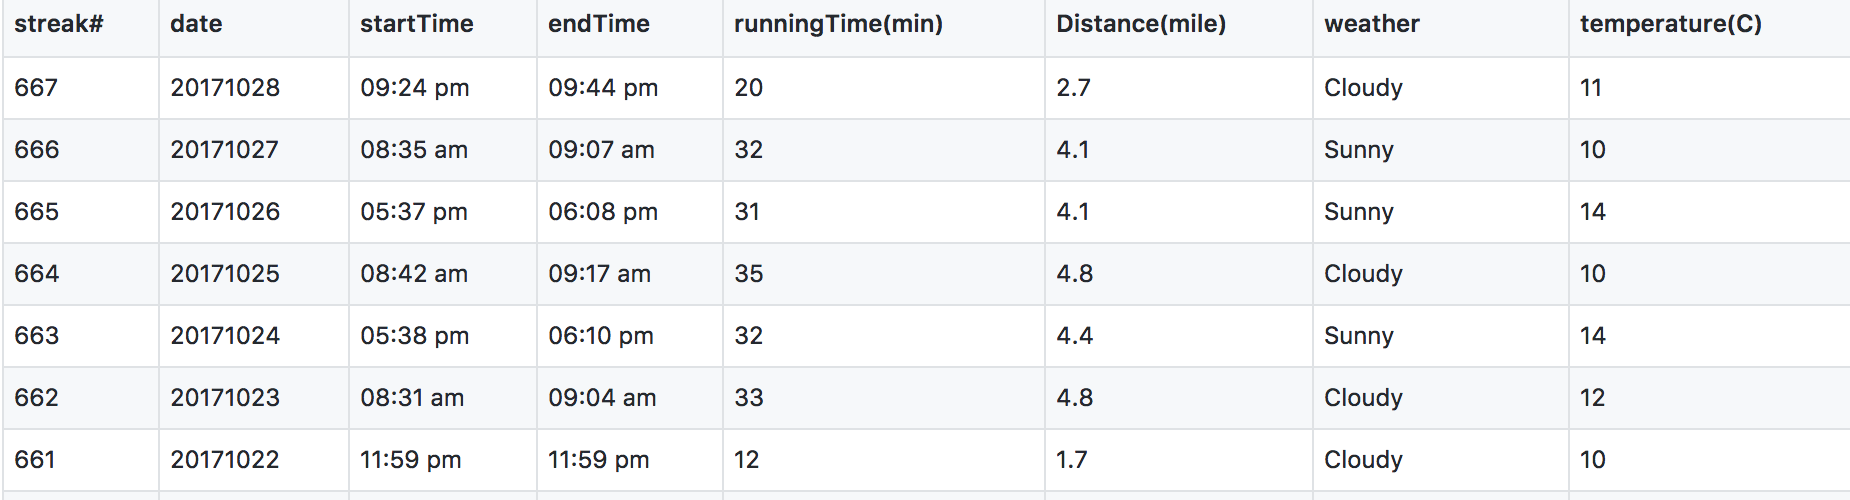 streak# date startTime endTime runningTime(min) Distance(mile) weather temperature(C)
667 20171028 09:24 pm 09:44 pm 20 2.7 Cloudy 11
666 20171027 08:35 am 09:07 am 32 4.1 Sunny 10
665 20171026 05:37 pm 06:08 pm 31 4.1 Sunny 14
664 20171025 08:42 am 09:17 am 35 4.8 Cloudy 10
663 20171024 05:38 pm 06:10 pm 32 4.4 Sunny 14
662 20171023 08:31 am 09:04 am 33 4.8 Cloudy 12
661 20171022 11:59 pm 11:59 pm 12 1.7 Cloudy 10